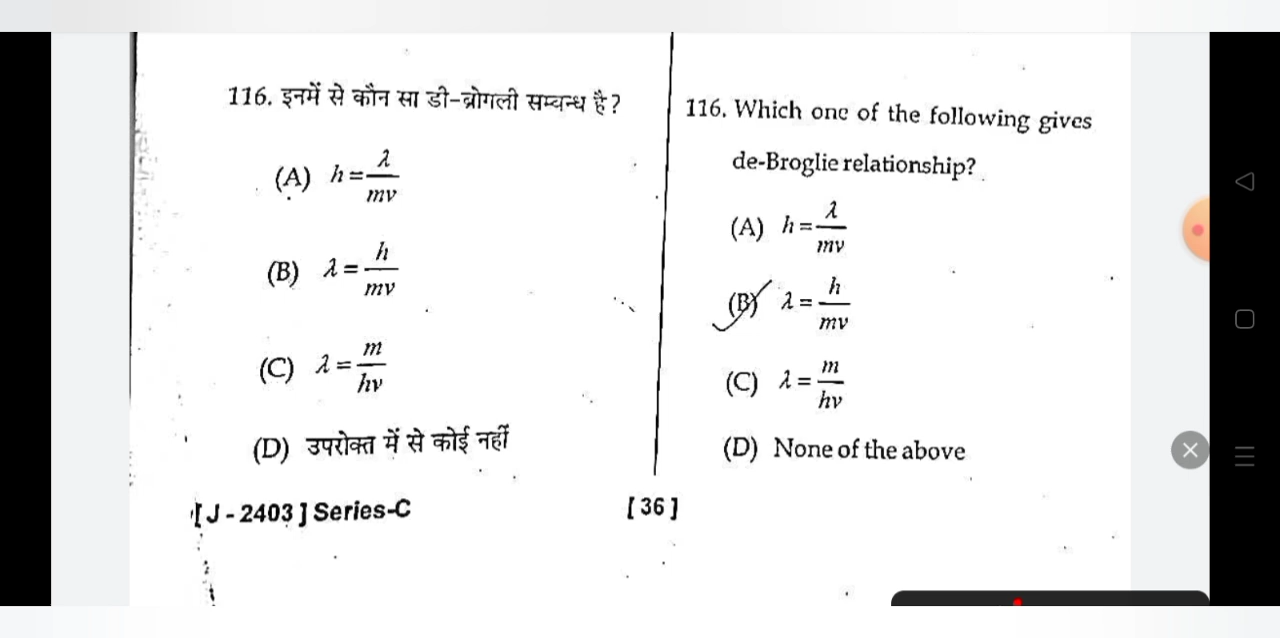 116. इनमें से कौन सा डी-ब्रोगली सम्बन्ध है?
(A) h = λ/mv
(B) λ = h/mv
(C) λ = m/hv
(D) उपरोक्त में से कोई नहीं
116. Which one of the following gives
de-Broglie relationship?
(A) h = λ/mv
(B) λ = h/mv
(C) λ = m/hv
(D) None of the above
[ J - 2403 ] Series-C
[ 36 ]